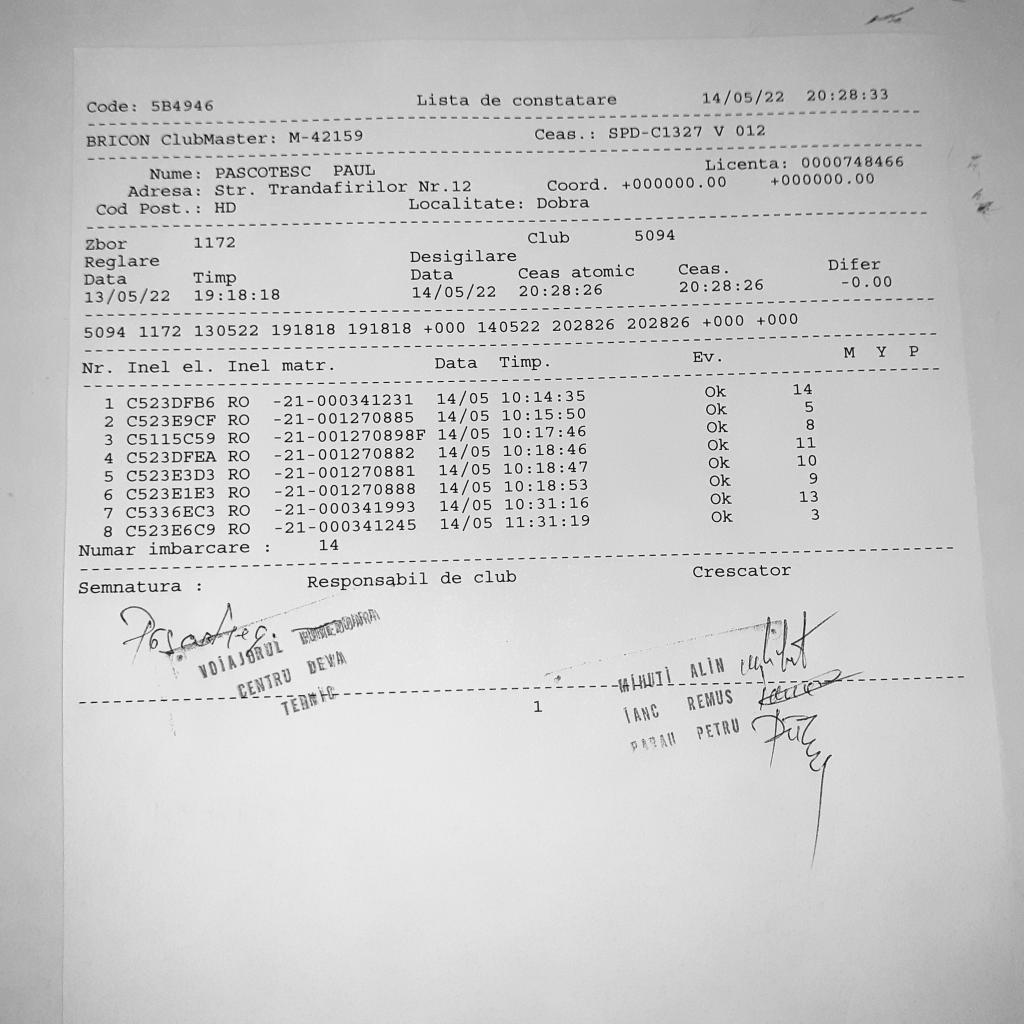 Code: 5B4946 Lista de constatare 14/05/22 20:28:33
BRICON ClubMaster: M-42159 Ceas.: SPD-C1327 V 012
Nume: PASCOTESC PAUL Licenta: 0000748466
Adresa: Str. Trandafirilor Nr.12 Coord. +000000.00 +000000.00
Cod Post.: HD Localitate: Dobra
Zbor 1172 Club 5094
Reglare Desigilare
Data Timp Data Ceas atomic Ceas. Difer
13/05/22 19:18:18 14/05/22 20:28:26 20:28:26 -0.00
5094 1172 130522 191818 191818 +000 140522 202826 202826 +000 +000
Nr. Inel el. Inel matr. Data Timp. Ev. M Y P
1 C523DFB6 RO -21-000341231 14/05 10:14:35 Ok 14
2 C523E9CF RO -21-001270885 14/05 10:15:50 Ok 5
3 C5115C59 RO -21-001270898F 14/05 10:17:46 Ok 8
4 C523DFEA RO -21-001270882 14/05 10:18:46 Ok 11
5 C523E3D3 RO -21-001270881 14/05 10:18:47 Ok 10
6 C523E1E3 RO -21-001270888 14/05 10:18:53 Ok 9
7 C5336EC3 RO -21-000341993 14/05 10:31:16 Ok 13
8 C523E6C9 RO -21-000341245 14/05 11:31:19 Ok 3
Numar imbarcare : 14
Semnatura : Responsabil de club Crescator
VOIAJORUL
CENTRU DEVA
TEHNIC
MIHUTI ALIN
IANC REMUS
PETRU
1